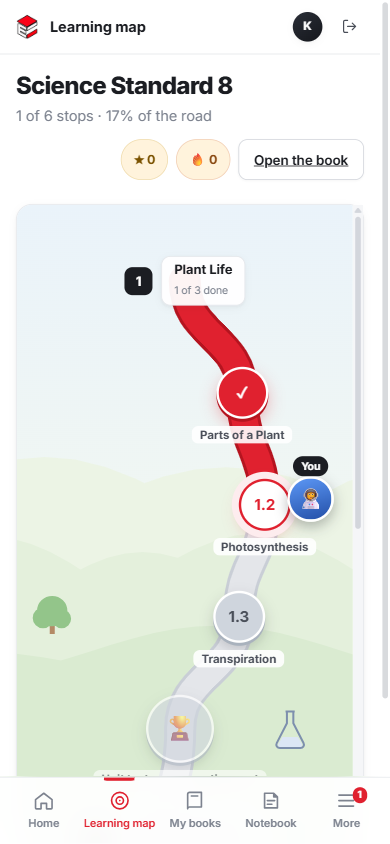 Learning map
K
Science Standard 8
1 of 6 stops · 17% of the road
★ 0
0
Open the book
1
Plant Life
1 of 3 done
✓
Parts of a Plant
You
1.2
Photosynthesis
1.3
Transpiration
Home
Learning map
My books
Notebook
More
1